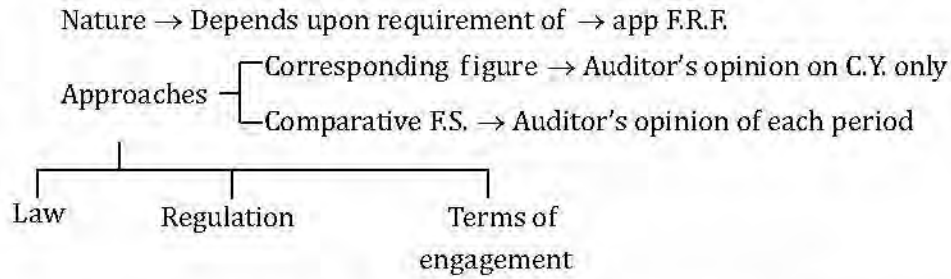 Nature → Depends upon requirement of → app F.R.F.
Corresponding figure → Auditor's opinion on C.Y. only
Approaches
Comparative F.S. → Auditor's opinion of each period
Law Regulation Terms of
engagement